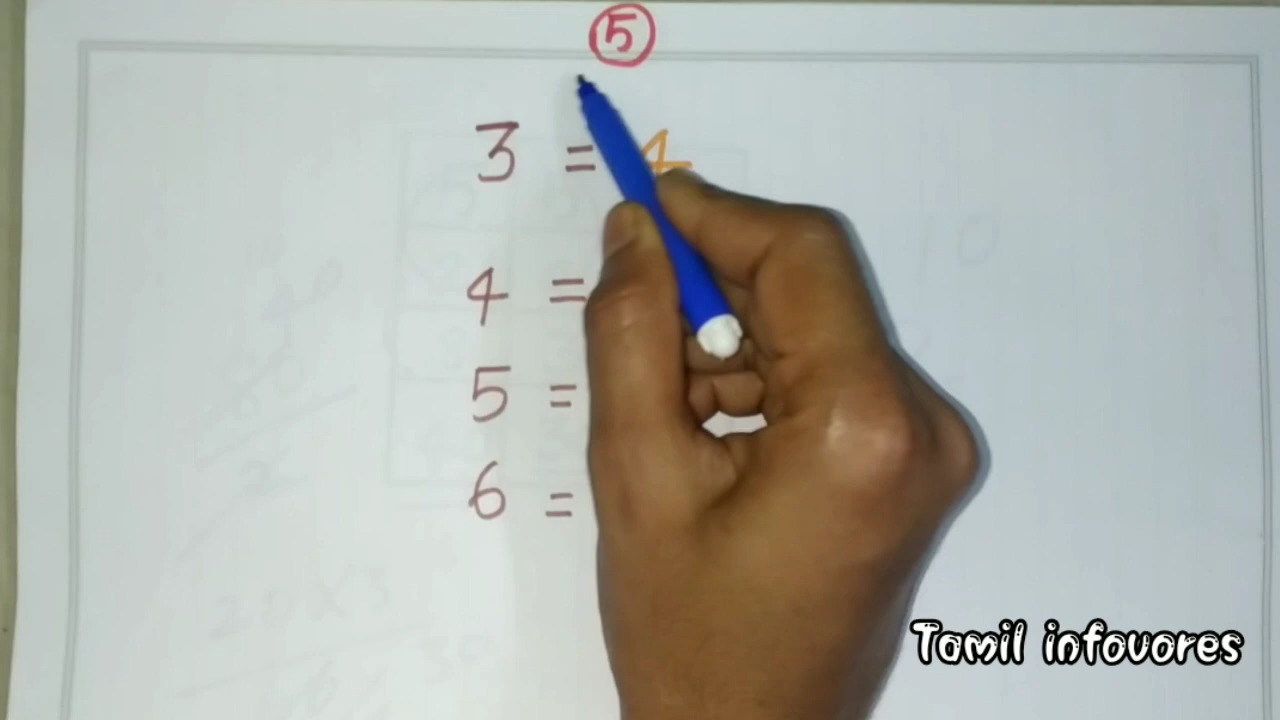 5
3 = 4
4 =
5 =
6 =
Tamil infovores